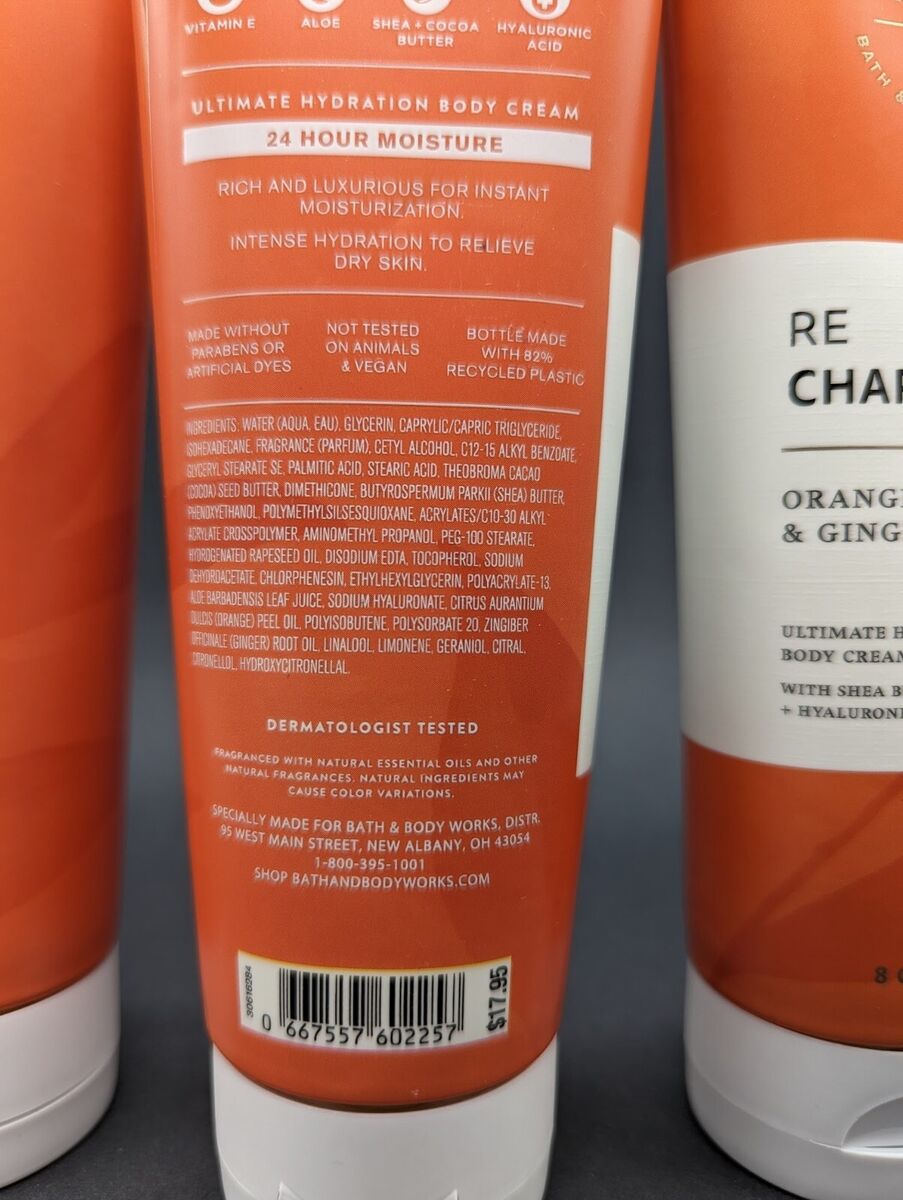 VITAMIN E
ALOE
SHEA + COCOA
BUTTER
HYALURONIC
ACID
ULTIMATE HYDRATION BODY CREAM
24 HOUR MOISTURE
RICH AND LUXURIOUS FOR INSTANT
MOISTURIZATION.
INTENSE HYDRATION TO RELIEVE
DRY SKIN.
MADE WITHOUT
PARABENS OR
ARTIFICIAL DYES
NOT TESTED
ON ANIMALS
& VEGAN
BOTTLE MADE
WITH 82%
RECYCLED PLASTIC
INGREDIENTS: WATER (AQUA, EAU), GLYCERIN, CAPRYLIC/CAPRIC TRIGLYCERIDE,
ISOHEXADECANE, FRAGRANCE (PARFUM), CETYL ALCOHOL, C12-15 ALKYL BENZOATE,
GLYCERYL STEARATE SE, PALMITIC ACID, STEARIC ACID, THEOBROMA CACAO
(COCOA) SEED BUTTER, DIMETHICONE, BUTYROSPERMUM PARKII (SHEA) BUTTER,
PHENOXYETHANOL, POLYMETHYLSILSESQUIOXANE, ACRYLATES/C10-30 ALKYL
ACRYLATE CROSSPOLYMER, AMINOMETHYL PROPANOL, PEG-100 STEARATE,
HYDROGENATED RAPESEED OIL, DISODIUM EDTA, TOCOPHEROL, SODIUM
DEHYDROACETATE, CHLORPHENESIN, ETHYLHEXYLGLYCERIN, POLYACRYLATE-13,
ALOE BARBADENSIS LEAF JUICE, SODIUM HYALURONATE, CITRUS AURANTIUM
DULCIS (ORANGE) PEEL OIL, POLYISOBUTENE, POLYSORBATE 20, ZINGIBER
OFFICINALE (GINGER) ROOT OIL, LINALOOL, LIMONENE, GERANIOL, CITRAL,
CITRONELLOL, HYDROXYCITRONELLAL.
DERMATOLOGIST TESTED
FRAGRANCED WITH NATURAL ESSENTIAL OILS AND OTHER
NATURAL FRAGRANCES. NATURAL INGREDIENTS MAY
CAUSE COLOR VARIATIONS.
SPECIALLY MADE FOR BATH & BODY WORKS, DISTR.
95 WEST MAIN STREET, NEW ALBANY, OH 43054
1-800-395-1001
SHOP BATHANDBODYWORKS.COM
30616984
0 667557 602257
$17.95
BATH &
RE
CHAR
ORANG
& GING
ULTIMATE H
BODY CREAM
WITH SHEA B
+ HYALURONI
8